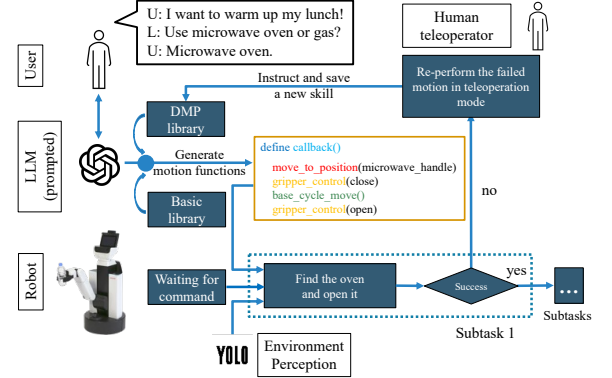 U: I want to warm up my lunch!
L: Use microwave oven or gas?
U: Microwave oven.
Human
teleoperator
User
Instruct and save
a new skill
Re-perform the failed
motion in teleoperation
mode
DMP
library
LLM
(prompted)
Generate
motion functions
define callback()
move_to_position(microwave_handle)
gripper_control(close)
base_cycle_move()
gripper_control(open)
no
Basic
library
Robot
Waiting for
command
Find the oven
and open it
Success
yes
...
Subtasks
Subtask 1
YOLO
Environment
Perception